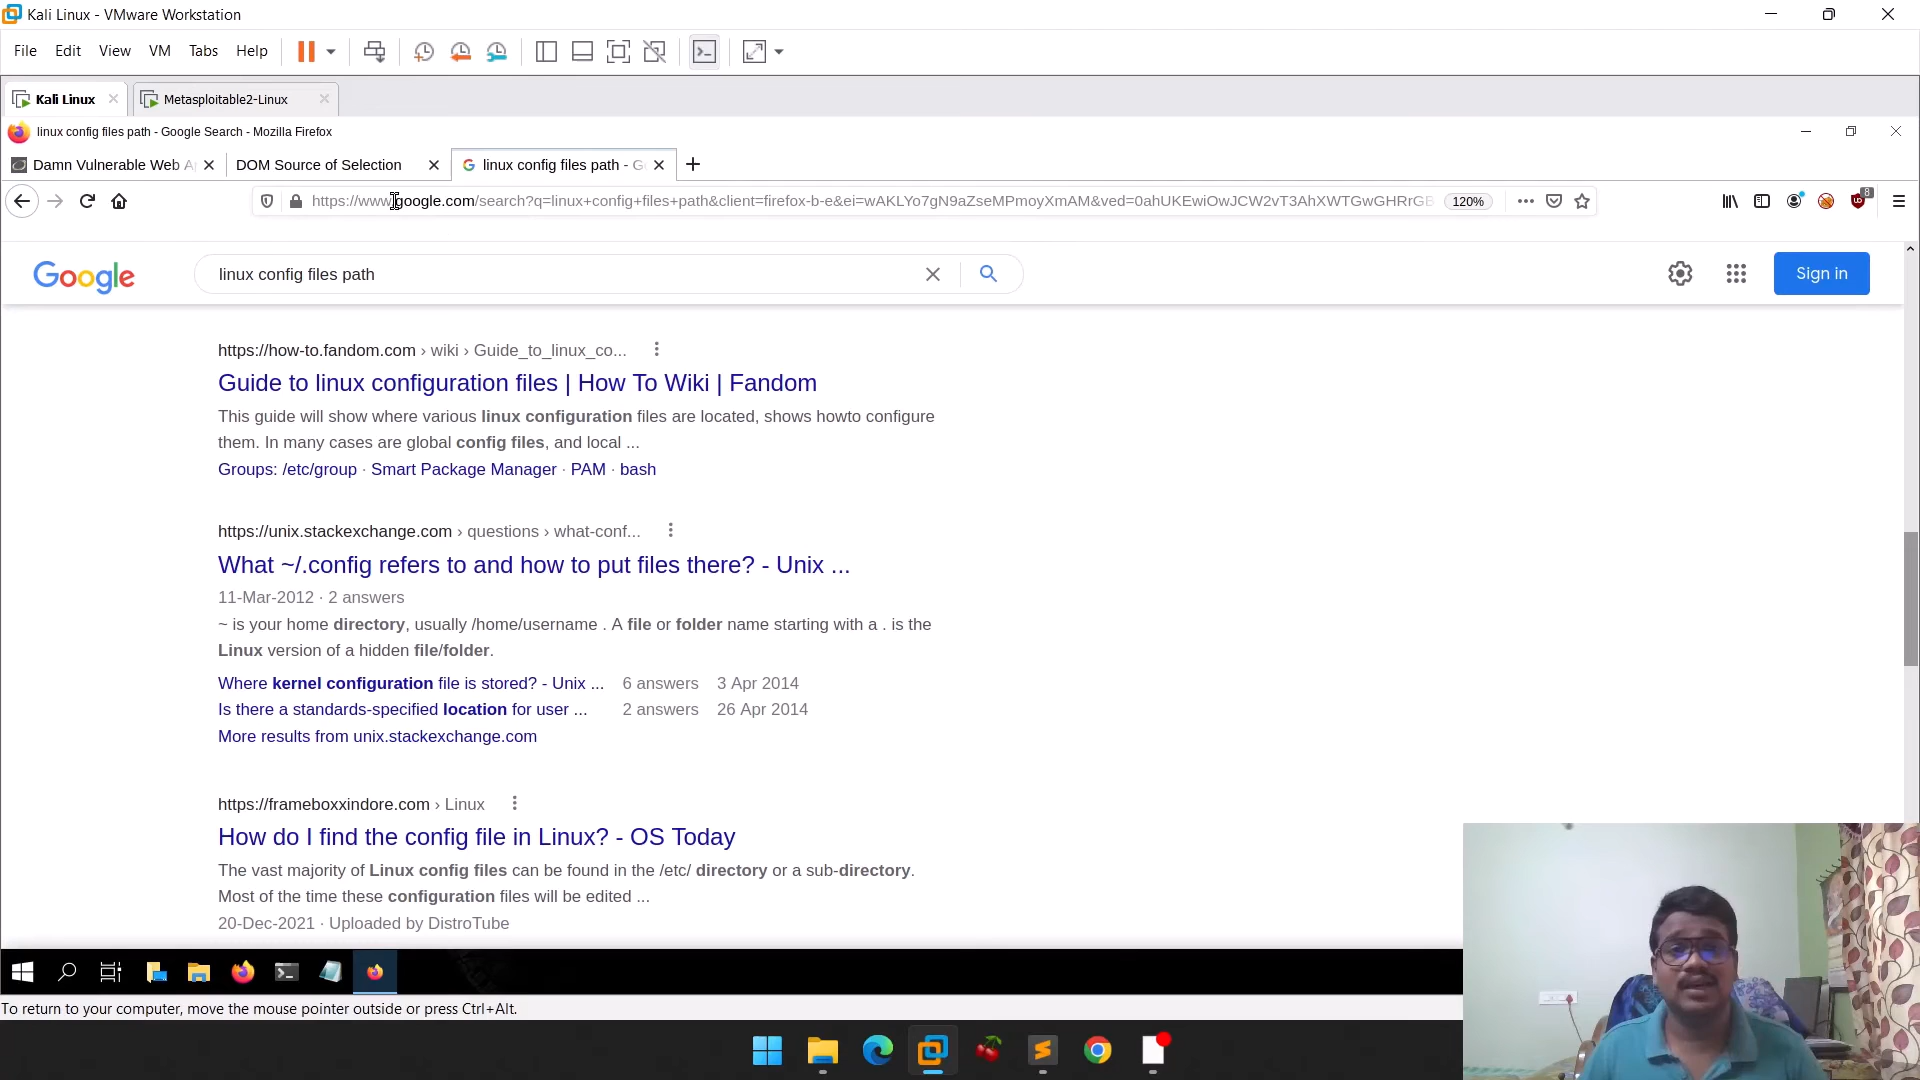 Kali Linux - VMware Workstation
File Edit View VM Tabs Help
Kali Linux Metasploitable2-Linux
linux config files path - Google Search - Mozilla Firefox
Damn Vulnerable Web A DOM Source of Selection linux config files path - G
https://www.google.com/search?q=linux+config+files+path&client=firefox-b-e&ei=wAKLYo7gN9aZseMPmoyXmAM&ved=0ahUKEwiOwJCW2vT3AhXWTGwGHRrGB 120% 8
Google linux config files path Sign in
https://how-to.fandom.com › wiki › Guide_to_linux_co...
Guide to linux configuration files | How To Wiki | Fandom
This guide will show where various linux configuration files are located, shows howto configure
them. In many cases are global config files, and local ...
Groups: /etc/group · Smart Package Manager · PAM · bash
https://unix.stackexchange.com › questions › what-conf...
What ~/.config refers to and how to put files there? - Unix ...
11-Mar-2012 · 2 answers
~ is your home directory, usually /home/username . A file or folder name starting with a . is the
Linux version of a hidden file/folder.
Where kernel configuration file is stored? - Unix ... 6 answers 3 Apr 2014
Is there a standards-specified location for user ... 2 answers 26 Apr 2014
More results from unix.stackexchange.com
https://frameboxxindore.com › Linux
How do I find the config file in Linux? - OS Today
The vast majority of Linux config files can be found in the /etc/ directory or a sub-directory.
Most of the time these configuration files will be edited ...
20-Dec-2021 · Uploaded by DistroTube
To return to your computer, move the mouse pointer outside or press Ctrl+Alt.